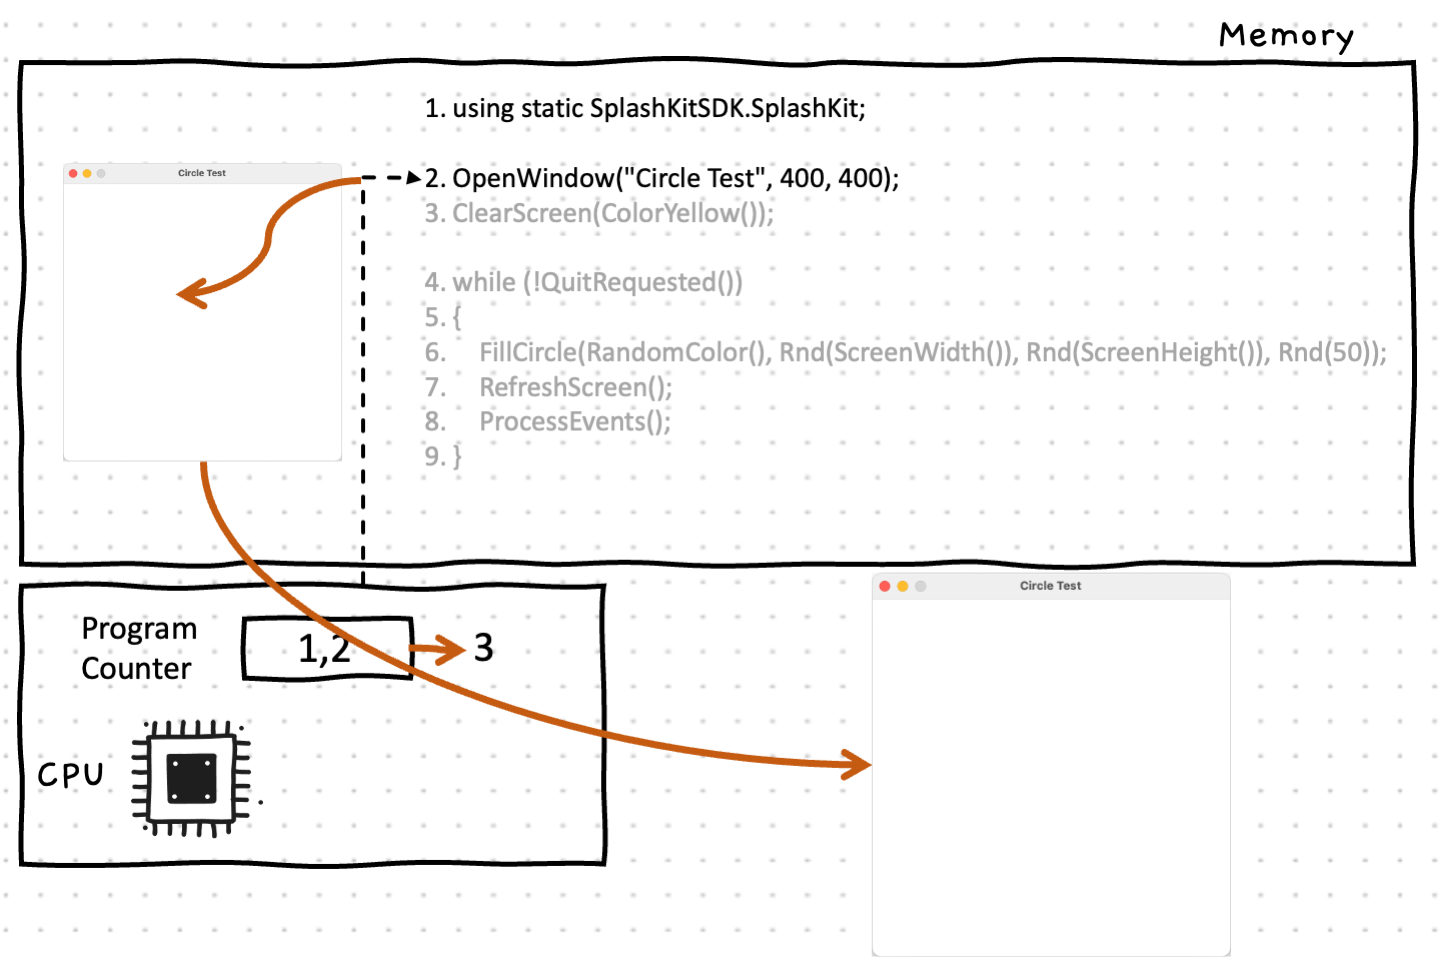 Memory
1. using static SplashKitSDK.SplashKit;
Circle Test
2. OpenWindow("Circle Test", 400, 400);
3. ClearScreen(ColorYellow());
4. while (!QuitRequested())
5. {
6. FillCircle(RandomColor(), Rnd(ScreenWidth()), Rnd(ScreenHeight()), Rnd(50));
7. RefreshScreen();
8. ProcessEvents();
9. }
Circle Test
Program
Counter
1,2
3
CPU